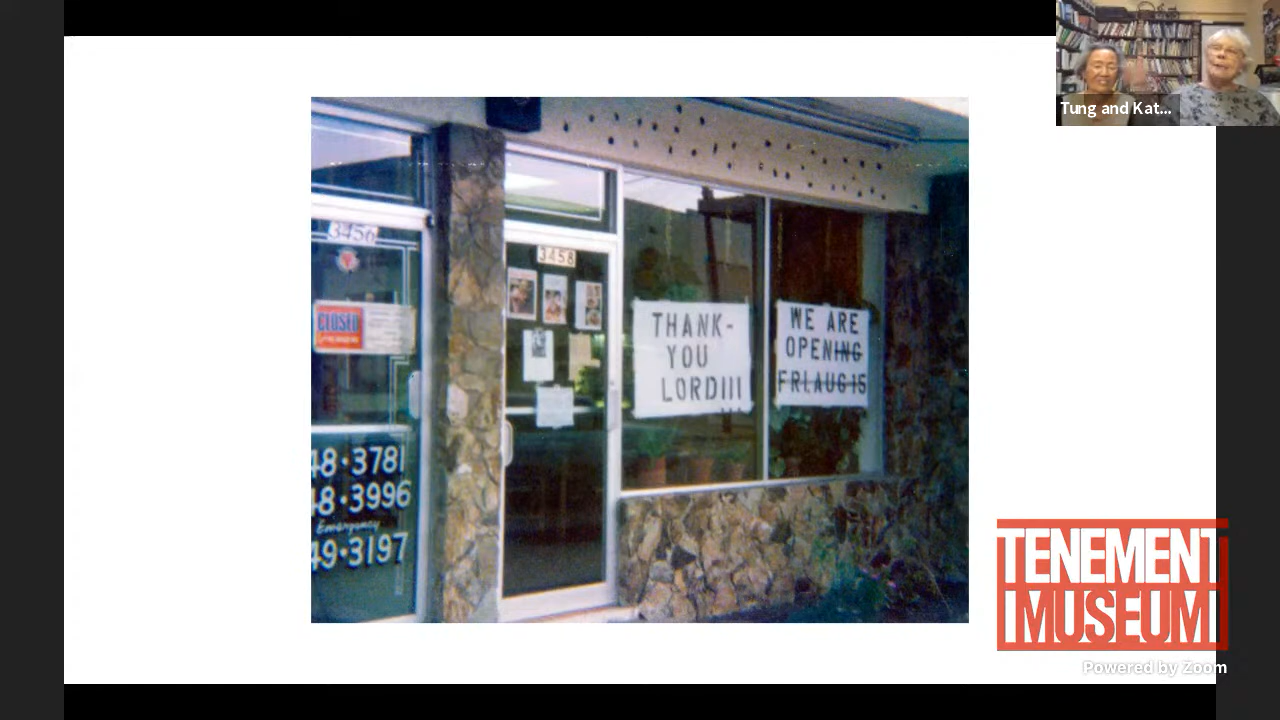 Tung and Kat...
3456
CLOSED
3458
THANK-
YOU
LORD!!!
WE ARE
OPENING
FRI. AUG 15
48·3781
48·3996
Emergency
49·3197
TENEMENT
MUSEUM
Powered by Zoom